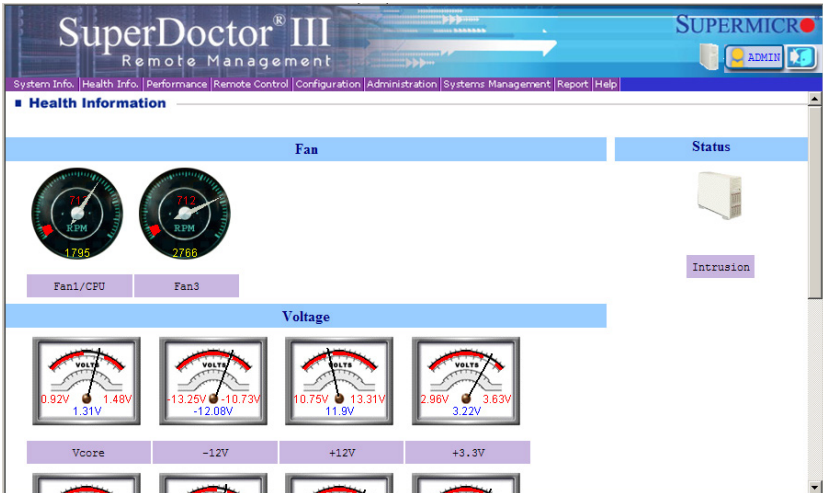 SuperDoctor® III
Remote Management
SUPERMICRO
ADMIN
System Info. Health Info. Performance Remote Control Configuration Administration Systems Management Report Help
Health Information
Fan
Status
712 712
RPM RPM
1795 2766
Fan1/CPU Fan3
Intrusion
Voltage
VOLTS VOLTS VOLTS VOLTS
0.92V 1.48V -13.25V -10.73V 10.75V 13.31V 2.96V 3.63V
1.31V -12.08V 11.9V 3.22V
Vcore -12V +12V +3.3V